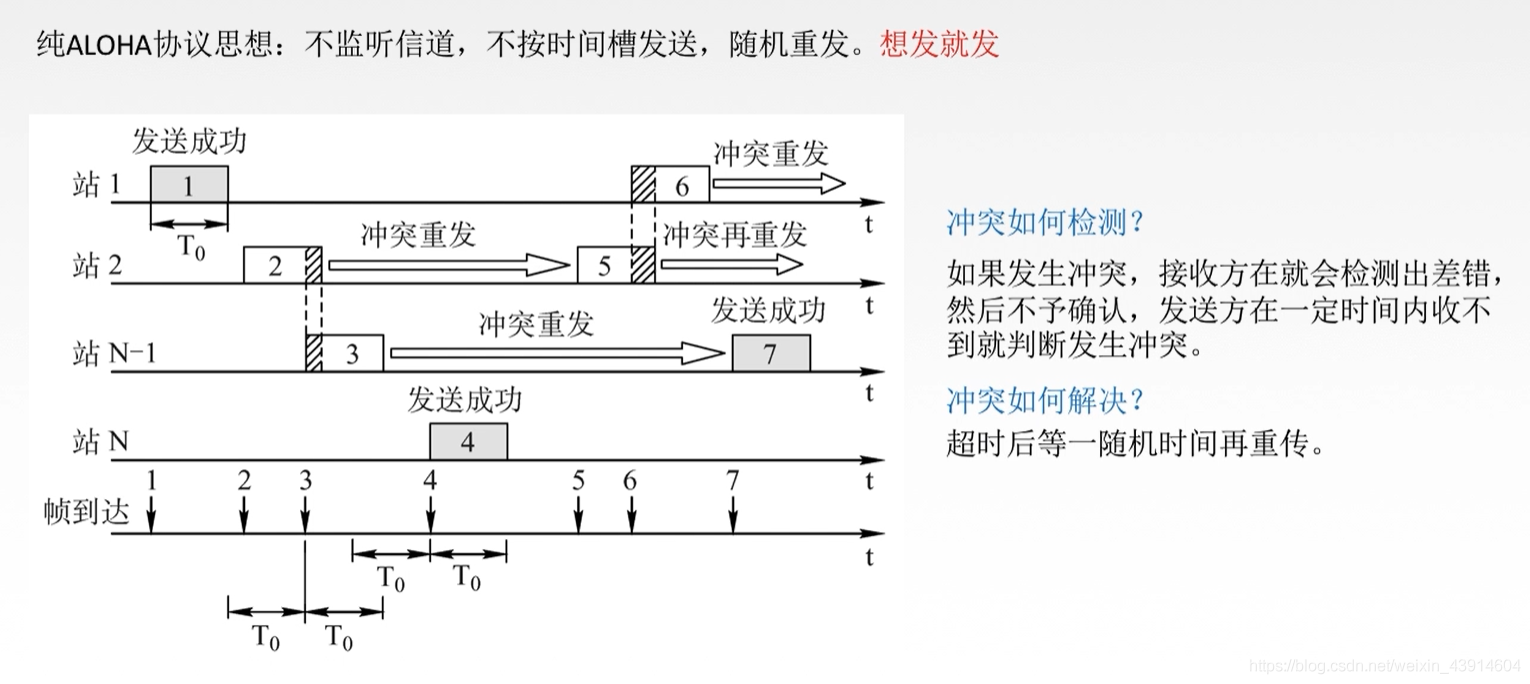 纯ALOHA协议思想：不监听信道，不按时间槽发送，随机重发。想发就发
发送成功
冲突重发
站 1
1
6
t
T0
冲突重发
冲突再重发
站 2
2
5
t
冲突重发
发送成功
站 N-1
3
7
t
发送成功
站 N
4
t
1 2 3 4 5 6 7
帧到达
t
T0 T0
T0 T0
冲突如何检测？
如果发生冲突，接收方在就会检测出差错，
然后不予确认，发送方在一定时间内收不
到就判断发生冲突。
冲突如何解决？
超时后等一随机时间再重传。
https://blog.csdn.net/weixin_43914604